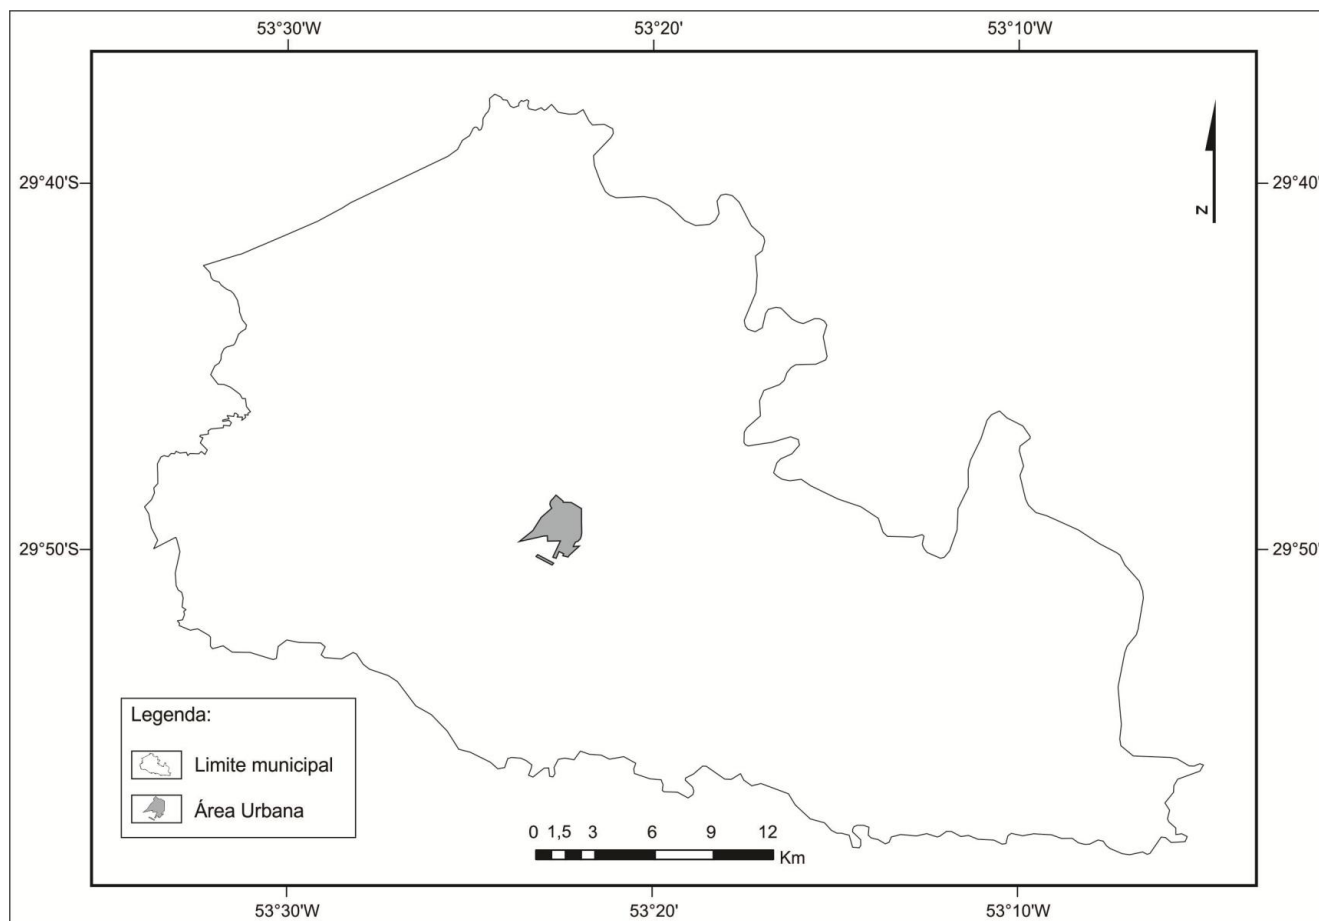 53°30'W 53°20' 53°10'W
29°40'S 29°40'
N
29°50'S 29°50'
Legenda:
Limite municipal
Área Urbana
0 1,5 3 6 9 12
Km
53°30'W 53°20'W 53°10'W